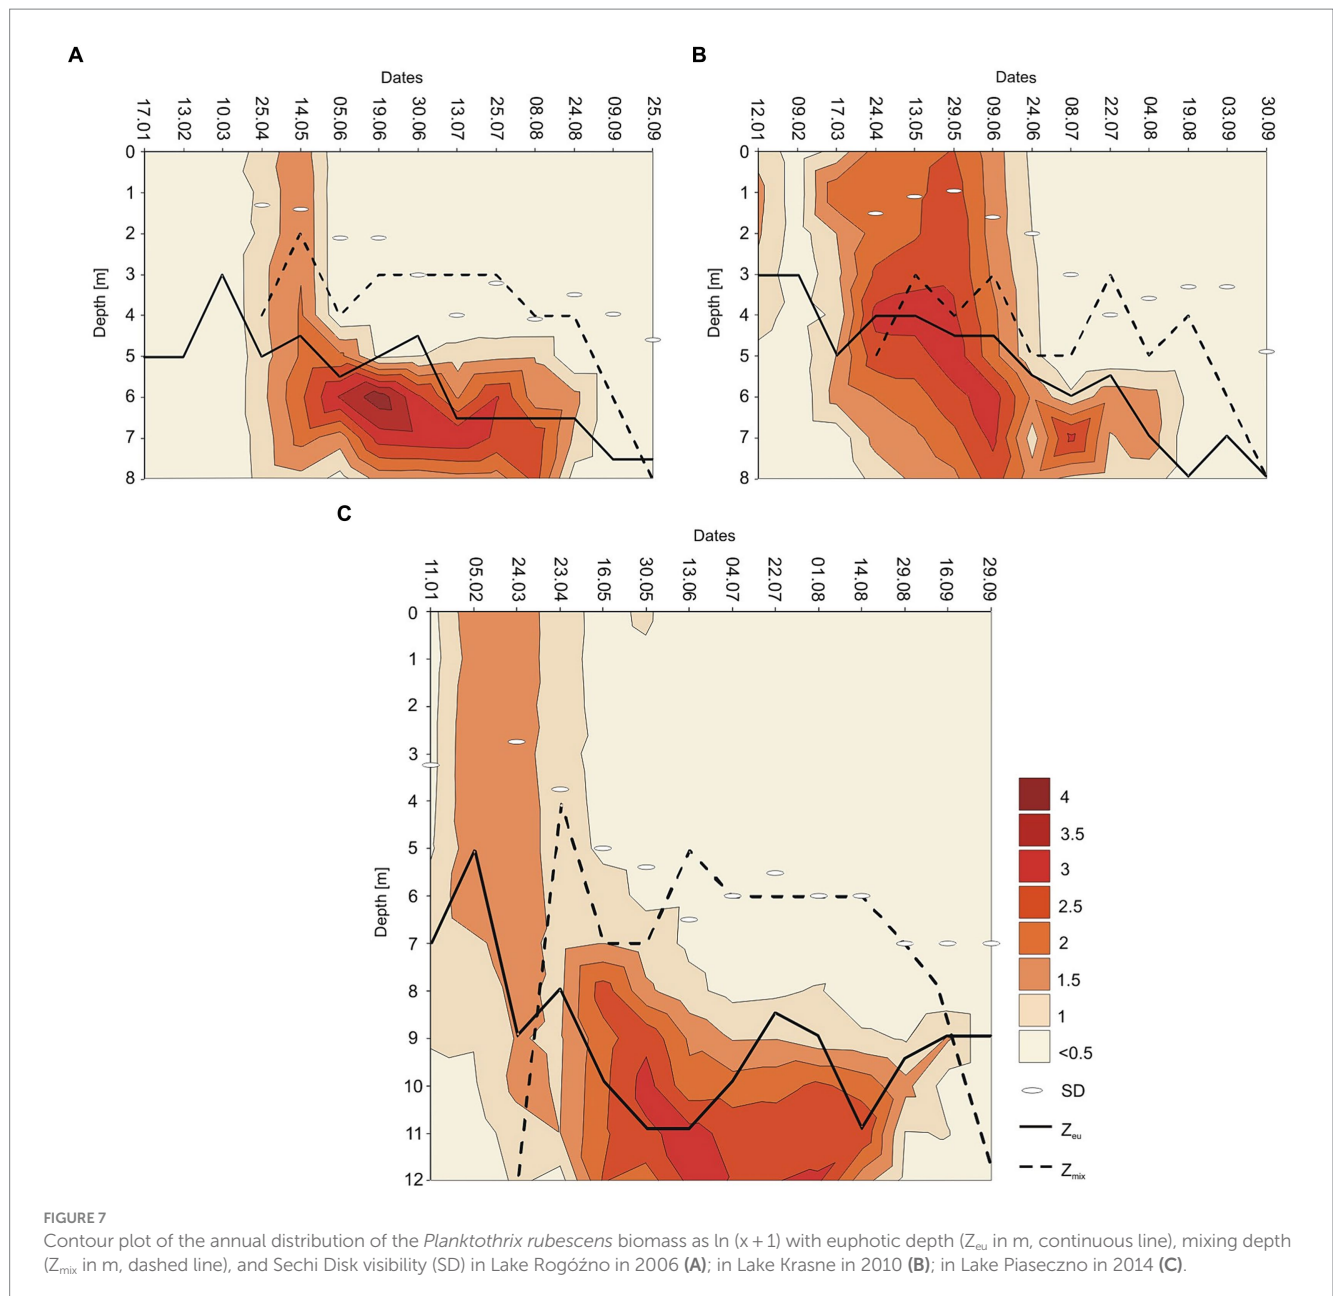 A
Dates
17.01 13.02 10.03 25.04 14.05 05.06 19.06 30.06 13.07 25.07 08.08 24.08 09.09 25.09
0
1
2
3
4
5
6
7
8
Depth [m]
B
Dates
12.01 09.02 17.03 24.04 13.05 29.05 09.06 24.06 08.07 22.07 04.08 19.08 03.09 30.09
0
1
2
3
4
5
6
7
8
Depth [m]
C
Dates
11.01 05.02 24.03 23.04 16.05 30.05 13.06 04.07 22.07 01.08 14.08 29.08 16.09 29.09
0
1
2
3
4
5
6
7
8
9
10
11
12
Depth [m]
4
3.5
3
2.5
2
1.5
1
<0.5
SD
Zeu
Zmix
FIGURE 7
Contour plot of the annual distribution of the Planktothrix rubescens biomass as ln (x + 1) with euphotic depth (Zeu in m, continuous line), mixing depth
(Zmix in m, dashed line), and Sechi Disk visibility (SD) in Lake Rogóźno in 2006 (A); in Lake Krasne in 2010 (B); in Lake Piaseczno in 2014 (C).